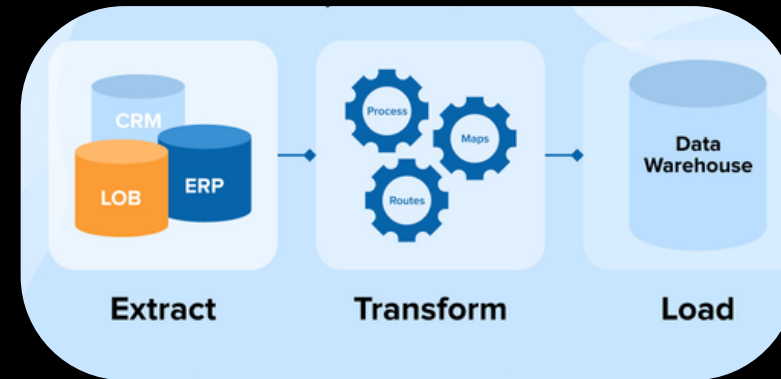 CRM
LOB
ERP
Process
Maps
Routes
Data
Warehouse
Extract
Transform
Load